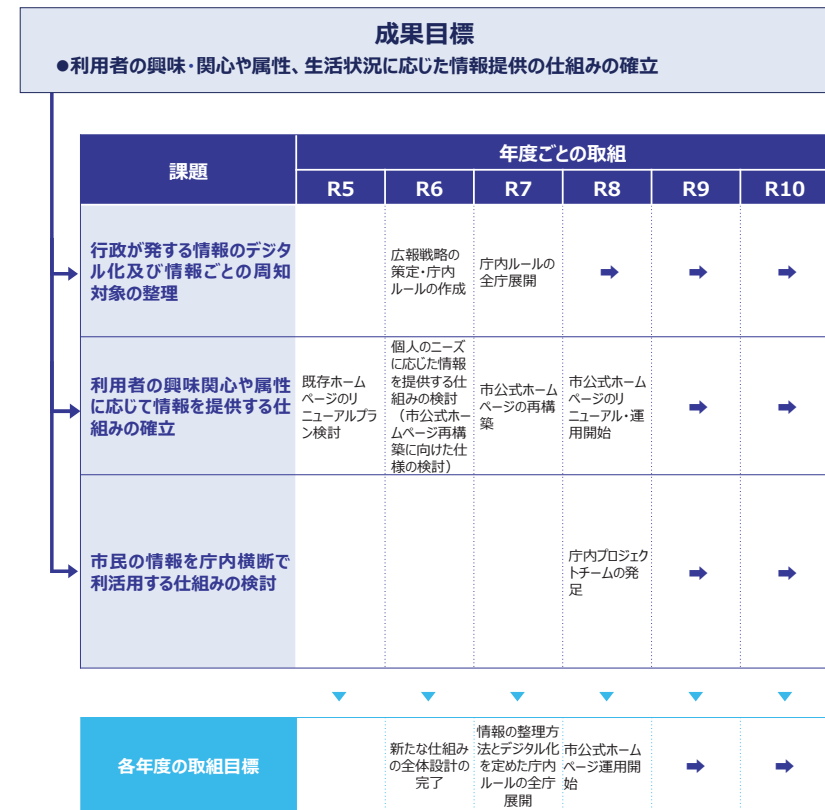 成果目標
●利用者の興味・関心や属性、生活状況に応じた情報提供の仕組みの確立
課題
年度ごとの取組
R5
R6
R7
R8
R9
R10
行政が発する情報のデジタ
ル化及び情報ごとの周知
対象の整理
広報戦略の
策定・庁内
ルールの作成
庁内ルールの
全庁展開
➡
➡
➡
利用者の興味関心や属性
に応じて情報を提供する仕
組みの確立
既存ホーム
ページのリ
ニューアルプラ
ン検討
個人のニーズ
に応じた情報
を提供する仕
組みの検討
（市公式ホー
ムページ再構
築に向けた仕
様の検討）
市公式ホーム
ページの再構
築
市公式ホーム
ページのリ
ニューアル・運
用開始
➡
➡
市民の情報を庁内横断で
利活用する仕組みの検討
庁内プロジェク
トチームの発
足
➡
➡
各年度の取組目標
新たな仕組み
の全体設計の
完了
情報の整理方
法とデジタル化
を定めた庁内
ルールの全庁
展開
市公式ホーム
ページ運用開
始
➡
➡